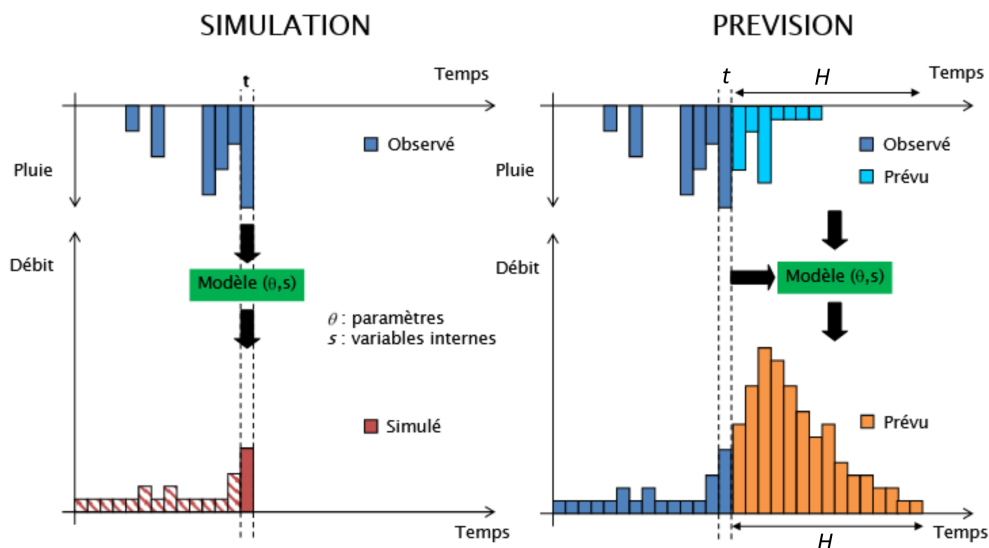 SIMULATION
t
Temps
Observé
Pluie
Débit
Modèle (θ,s)
θ : paramètres
s : variables internes
Simulé
Temps
PREVISION
t
H
Temps
Observé
Prévu
Pluie
Débit
Modèle (θ,s)
Prévu
Temps
H